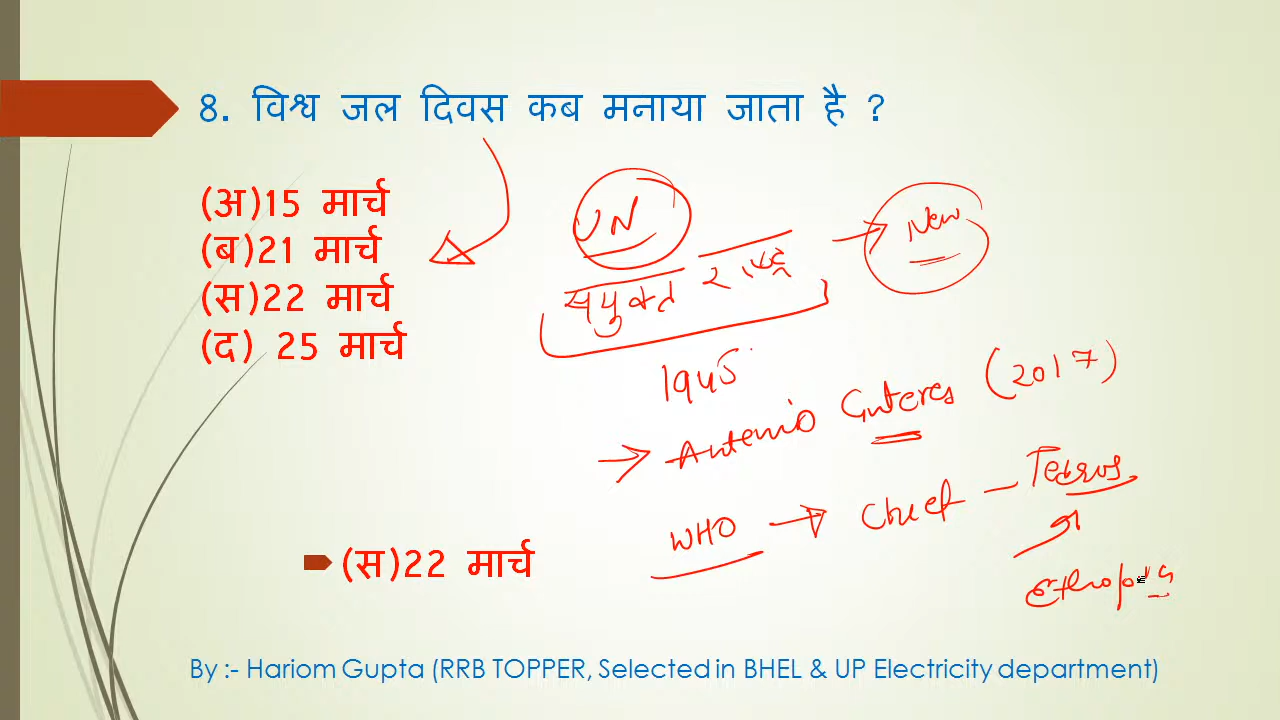 8. विश्व जल दिवस कब मनाया जाता है ?
(अ)15 मार्च
(ब)21 मार्च
(स)22 मार्च
(द) 25 मार्च
UN
संयुक्त राष्ट्र
New
1945
Antenio Guteres (2017)
WHO → Chief - Tedros
(स)22 मार्च
By :- Hariom Gupta (RRB TOPPER, Selected in BHEL & UP Electricity department)